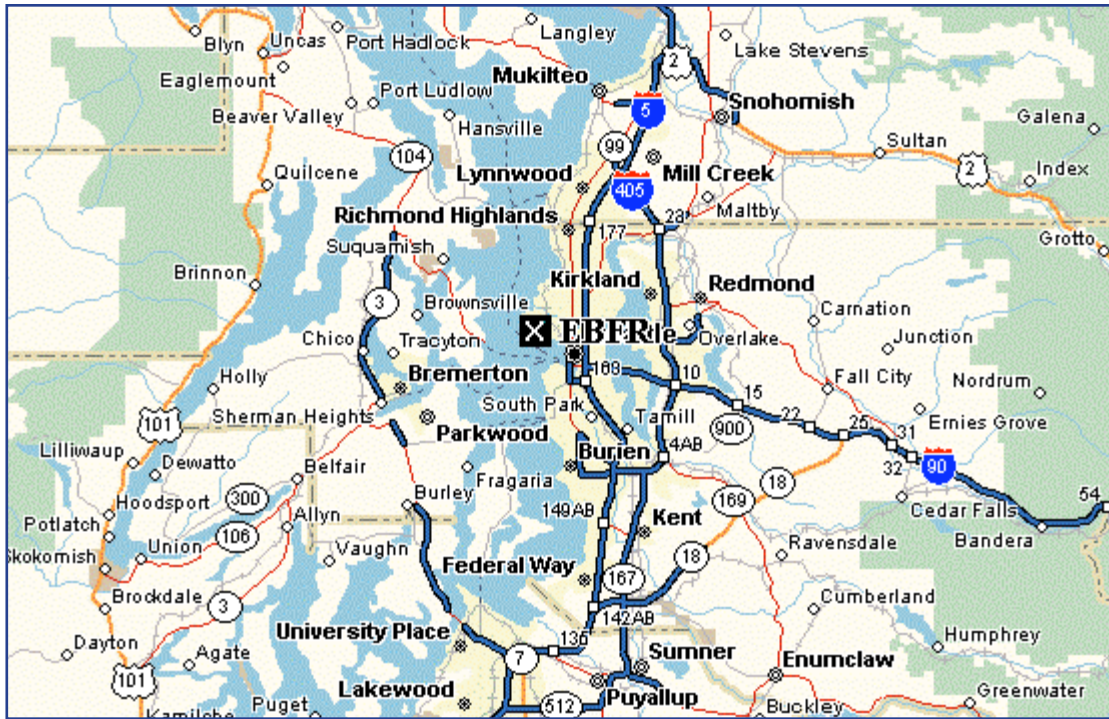 Blyn
Uncas
Port Hadlock
Langley
Lake Stevens
2
Eaglemount
Mukilteo
Port Ludlow
Snohomish
Beaver Valley
Hansville
5
Galena
99
Sultan
104
2
Quilcene
Lynnwood
Mill Creek
Index
405
Maltby
Richmond Highlands
23
177
Suquamish
Grotto
Brinnon
Kirkland
Redmond
3
Brownsville
Carnation
X EBFR
Overlake
Junction
Chico
Tracyton
168
10
Bremerton
Fall City
Nordrum
Holly
15
Sherman Heights
South Park
Tamill
22
25
Ernies Grove
101
Parkwood
900
31
Burien
4AB
Lilliwaup
Dewatto
Belfair
Fragaria
32
90
18
300
Hoodsport
Burley
169
54
149AB
Cedar Falls
Potlatch
Allyn
106
Kent
Bandera
Skokomish
Union
Vaughn
18
Ravensdale
Federal Way
167
Brockdale
3
142AB
Cumberland
University Place
135
Dayton
Agate
7
Sumner
Humphrey
101
Enumclaw
Lakewood
Puyallup
Greenwater
Kamilche
Puget
512
Buckley